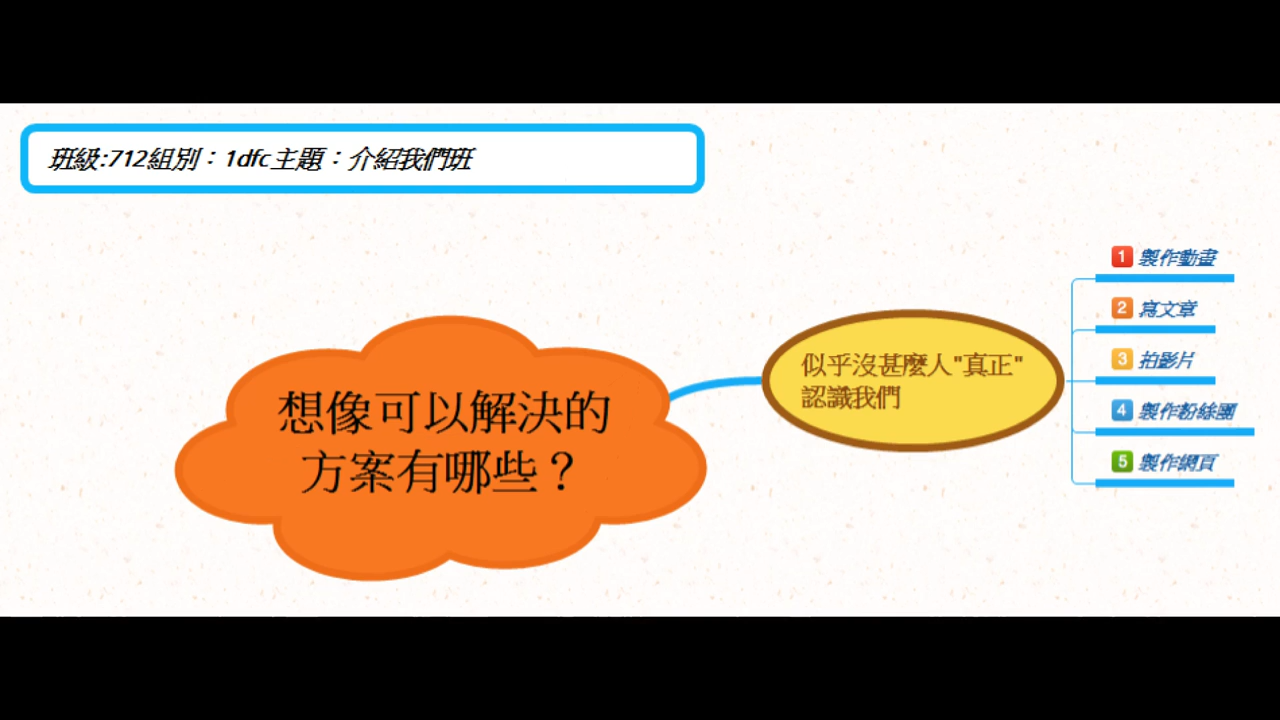 班級:712組別：1dfc主題：介紹我們班
想像可以解決的
方案有哪些？
似乎沒甚麼人"真正"
認識我們
1 製作動畫
2 寫文章
3 拍影片
4 製作粉絲團
5 製作網頁